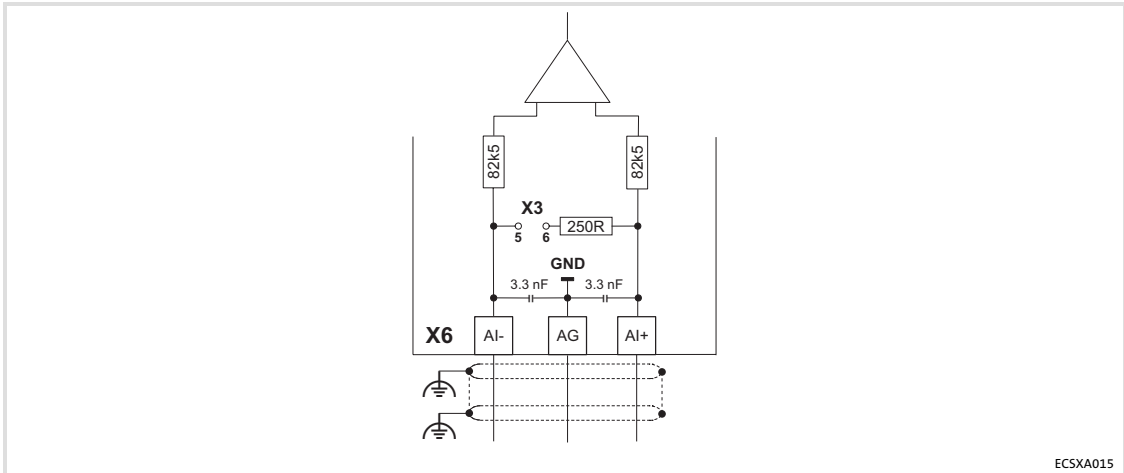 82k5
82k5
X3
5
6
250R
GND
3.3 nF
3.3 nF
X6
AI-
AG
AI+
ECSXA015